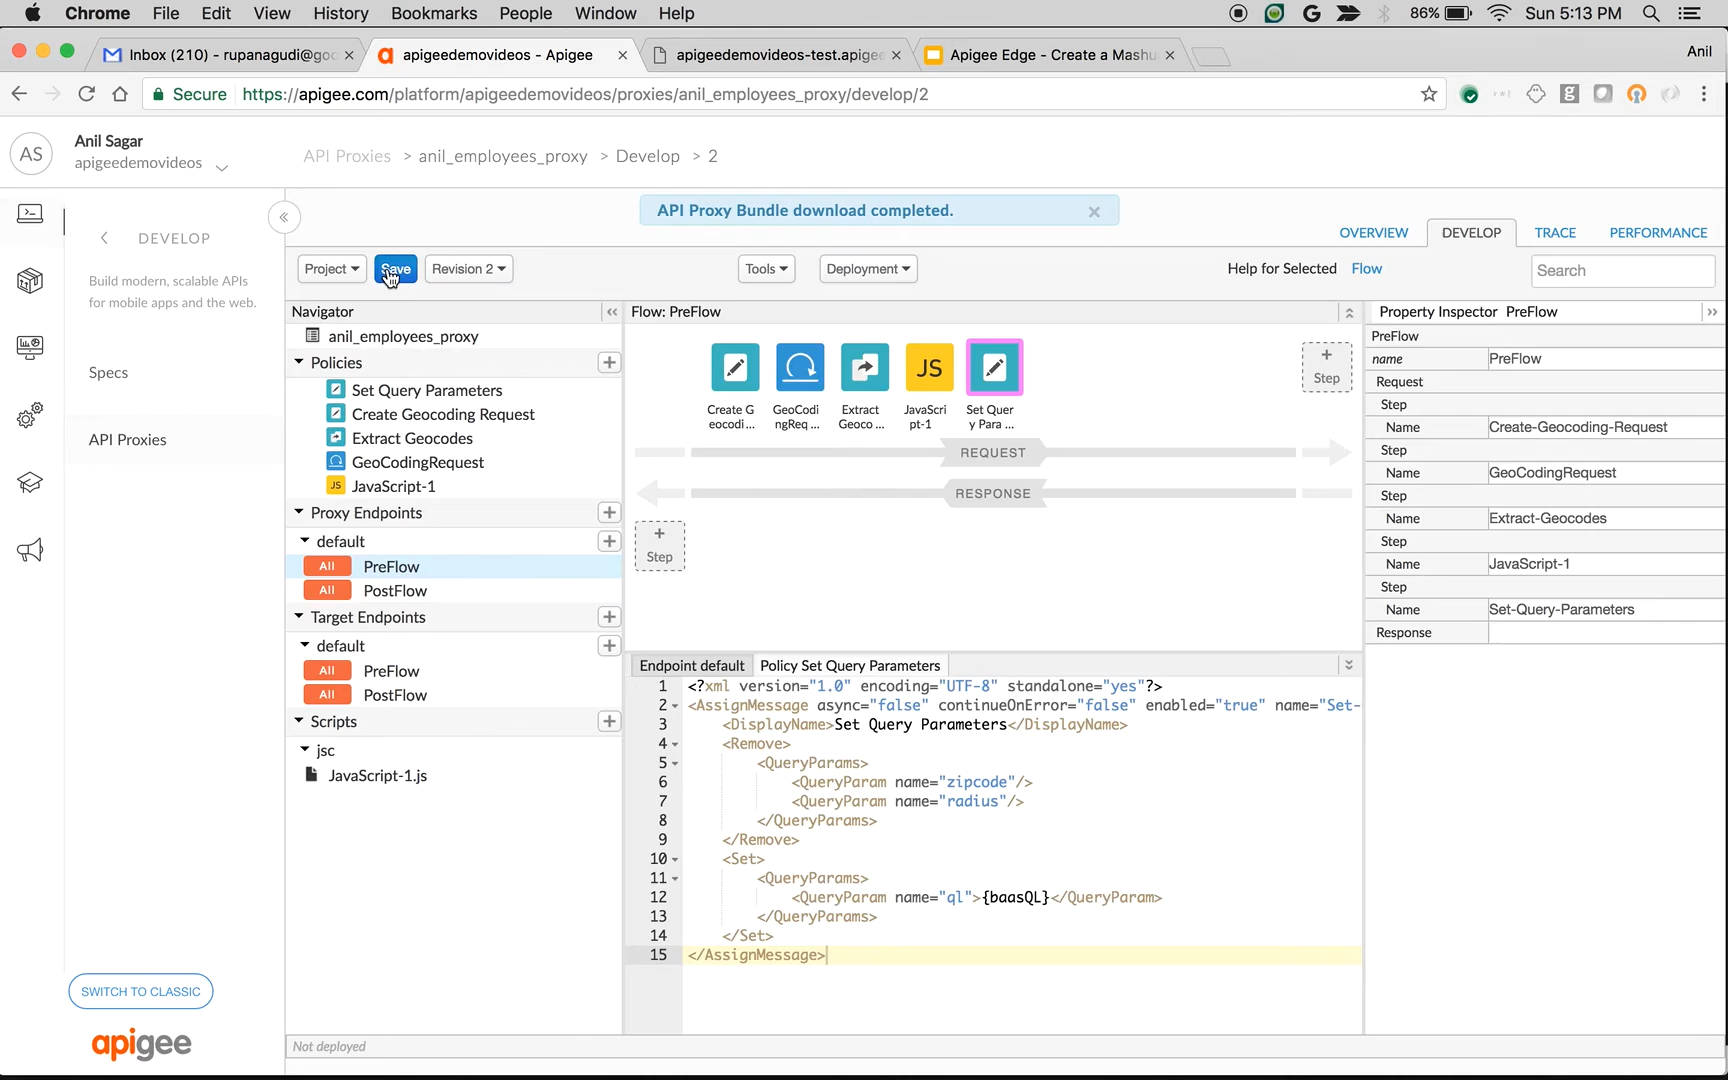 Chrome File Edit View History Bookmarks People Window Help 86% Sun 5:13 PM
Inbox (210) - rupanagudi@goo
apigeedemovideos - Apigee
apigeedemovideos-test.apigee
Apigee Edge - Create a Mashu
Anil
Secure https://apigee.com/platform/apigeedemovideos/proxies/anil_employees_proxy/develop/2
AS
Anil Sagar
apigeedemovideos
API Proxies > anil_employees_proxy > Develop > 2
API Proxy Bundle download completed.
DEVELOP
Build modern, scalable APIs
for mobile apps and the web.
Specs
API Proxies
SWITCH TO CLASSIC
apigee
OVERVIEW DEVELOP TRACE PERFORMANCE
Project Save Revision 2 Tools Deployment Help for Selected Flow Search
Navigator
anil_employees_proxy
Policies
Set Query Parameters
Create Geocoding Request
Extract Geocodes
GeoCodingRequest
JS JavaScript-1
Proxy Endpoints
default
All PreFlow
All PostFlow
Target Endpoints
default
All PreFlow
All PostFlow
Scripts
jsc
JavaScript-1.js
Flow: PreFlow
JS
Create G
eocodi ...
GeoCodi
ngReq ...
Extract
Geoco ...
JavaScri
pt-1
Set Quer
y Para ...
+
Step
REQUEST
RESPONSE
+
Step
Endpoint default Policy Set Query Parameters
1 <?xml version="1.0" encoding="UTF-8" standalone="yes"?>
2 <AssignMessage async="false" continueOnError="false" enabled="true" name="Set-
3 <DisplayName>Set Query Parameters</DisplayName>
4 <Remove>
5 <QueryParams>
6 <QueryParam name="zipcode"/>
7 <QueryParam name="radius"/>
8 </QueryParams>
9 </Remove>
10 <Set>
11 <QueryParams>
12 <QueryParam name="ql">{baasQL}</QueryParam>
13 </QueryParams>
14 </Set>
15 </AssignMessage>
Property Inspector PreFlow
PreFlow
name PreFlow
Request
Step
Name Create-Geocoding-Request
Step
Name GeoCodingRequest
Step
Name Extract-Geocodes
Step
Name JavaScript-1
Step
Name Set-Query-Parameters
Response
Not deployed